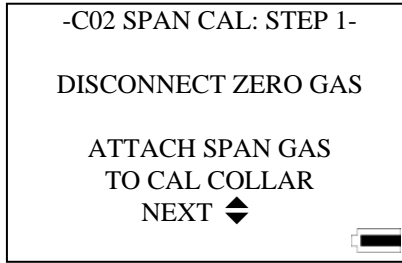 -C02 SPAN CAL: STEP 1-
DISCONNECT ZERO GAS
ATTACH SPAN GAS
TO CAL COLLAR
NEXT